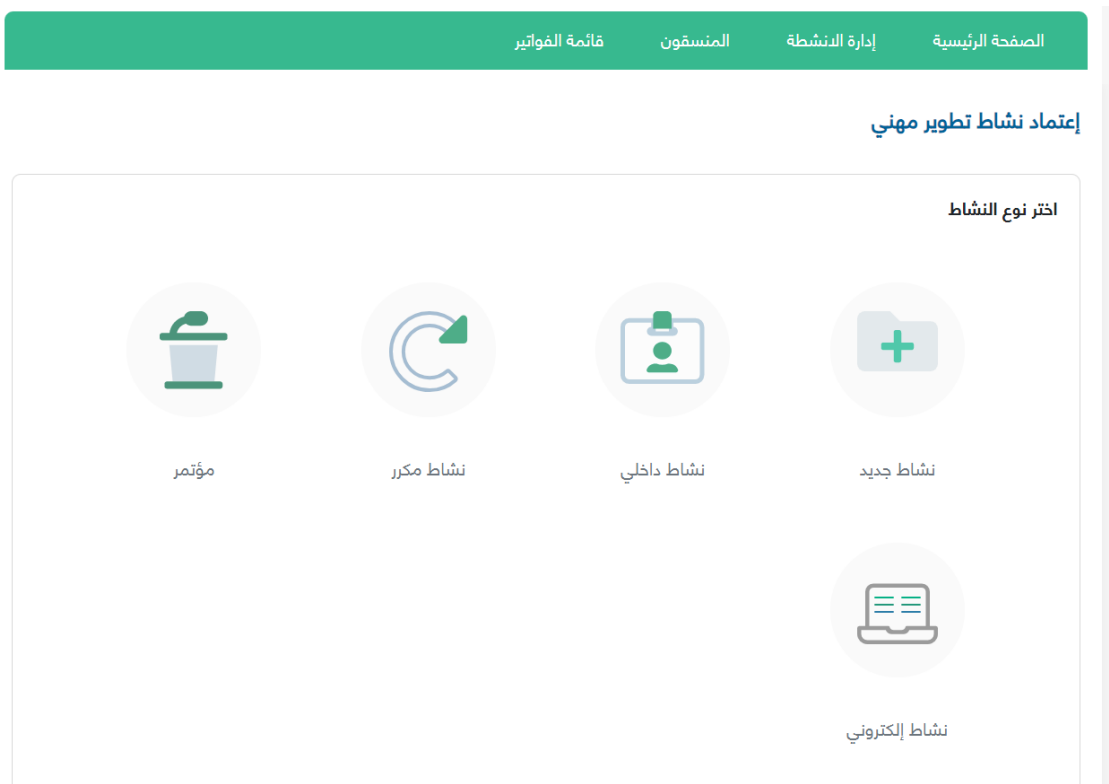 الصفحة الرئيسية إدارة الانشطة المنسقون قائمة الفواتير
إعتماد نشاط تطوير مهني
اختر نوع النشاط
نشاط جديد نشاط داخلي نشاط مكرر مؤتمر
نشاط إلكتروني